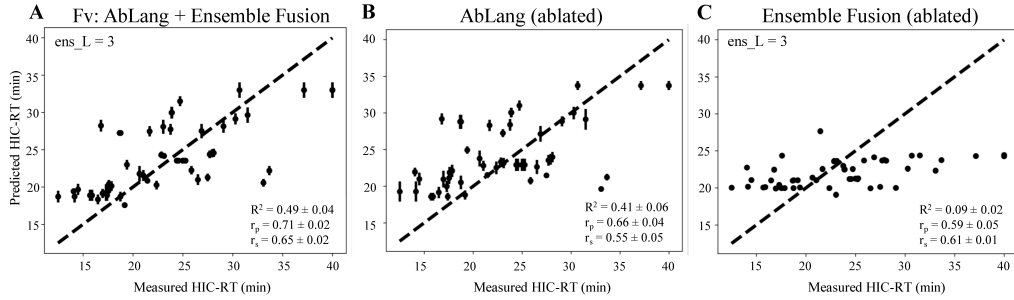 A
Fv: AbLang + Ensemble Fusion
ens_L = 3
Predicted HIC-RT (min)
40
35
30
25
20
15
R² = 0.49 ± 0.04
rₚ = 0.71 ± 0.02
rₛ = 0.65 ± 0.02
15 20 25 30 35 40
Measured HIC-RT (min)
B
AbLang (ablated)
40
35
30
25
20
15
R² = 0.41 ± 0.06
rₚ = 0.66 ± 0.04
rₛ = 0.55 ± 0.05
15 20 25 30 35 40
Measured HIC-RT (min)
C
Ensemble Fusion (ablated)
ens_L = 3
40
35
30
25
20
15
R² = 0.09 ± 0.02
rₚ = 0.59 ± 0.05
rₛ = 0.61 ± 0.01
15 20 25 30 35 40
Measured HIC-RT (min)